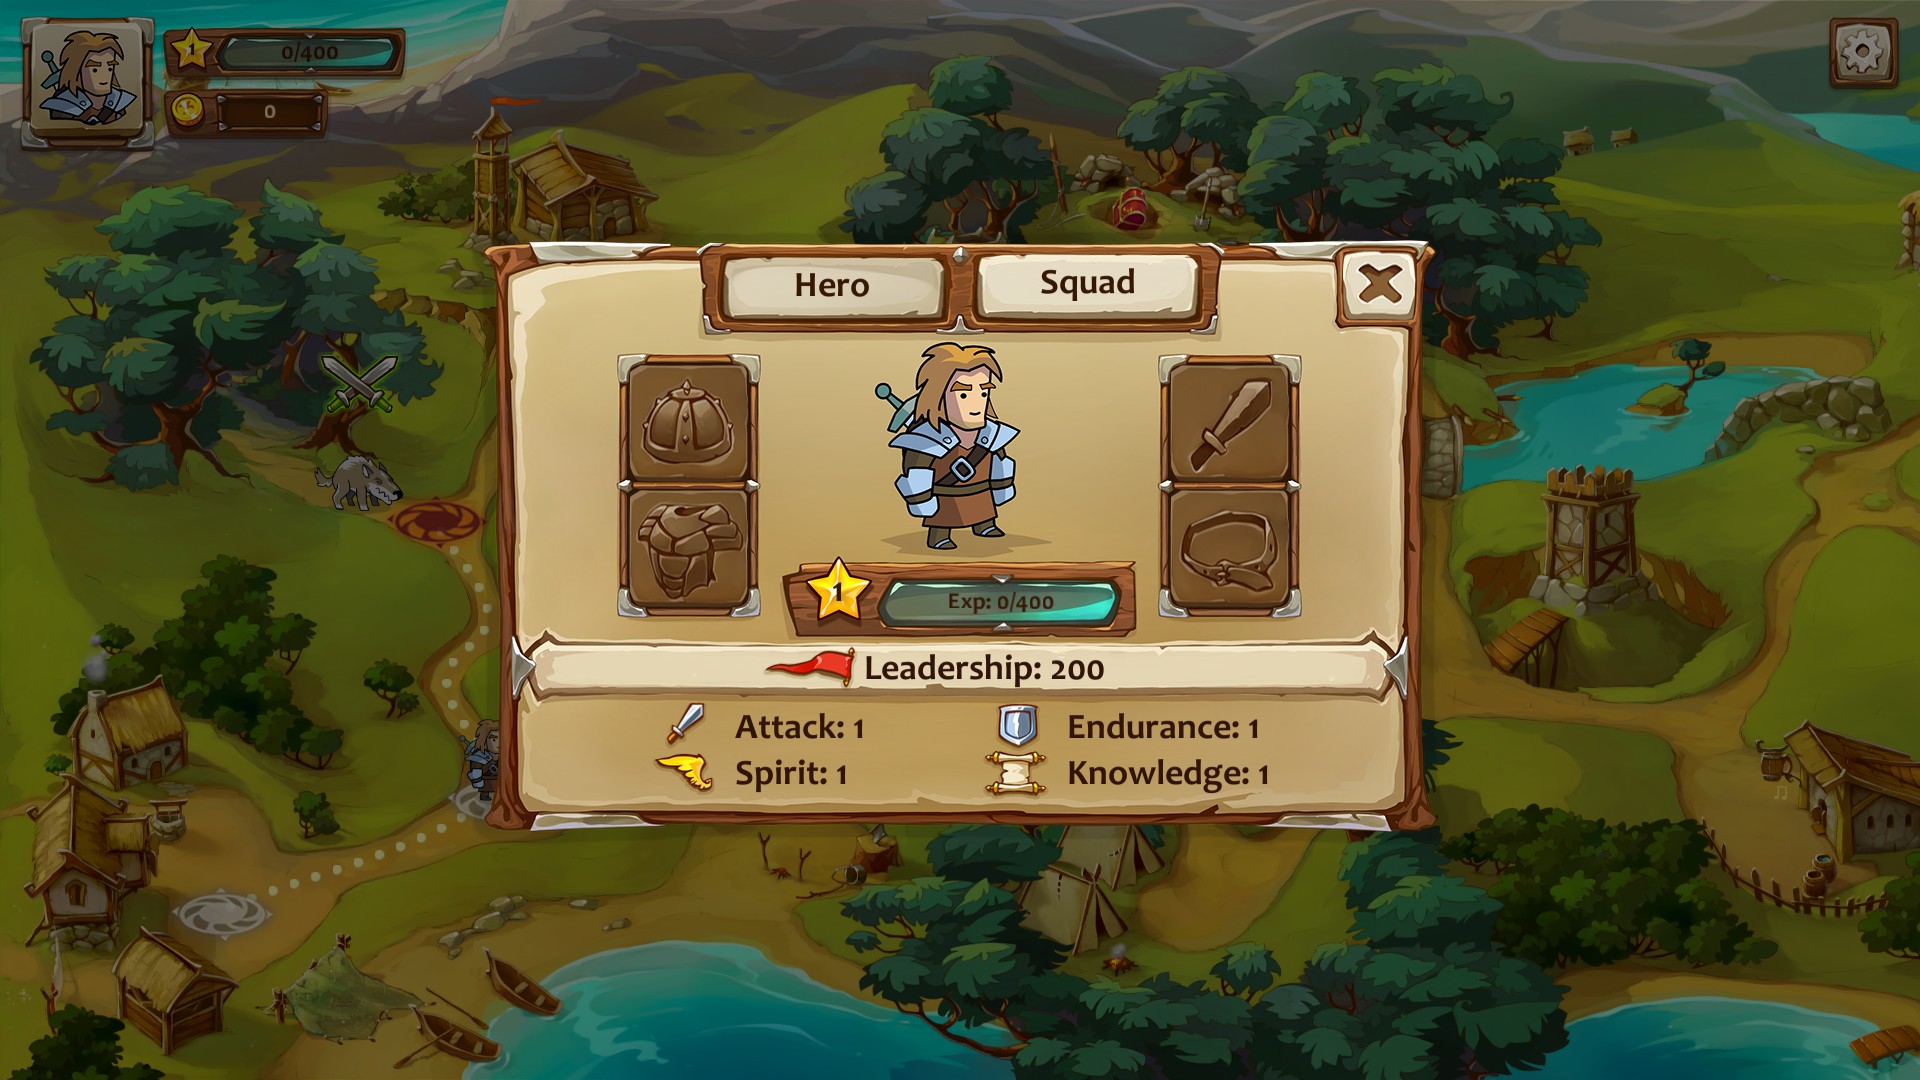 1
0/400
0
Hero
Squad
1
Exp: 0/400
Leadership: 200
Attack: 1
Endurance: 1
Spirit: 1
Knowledge: 1